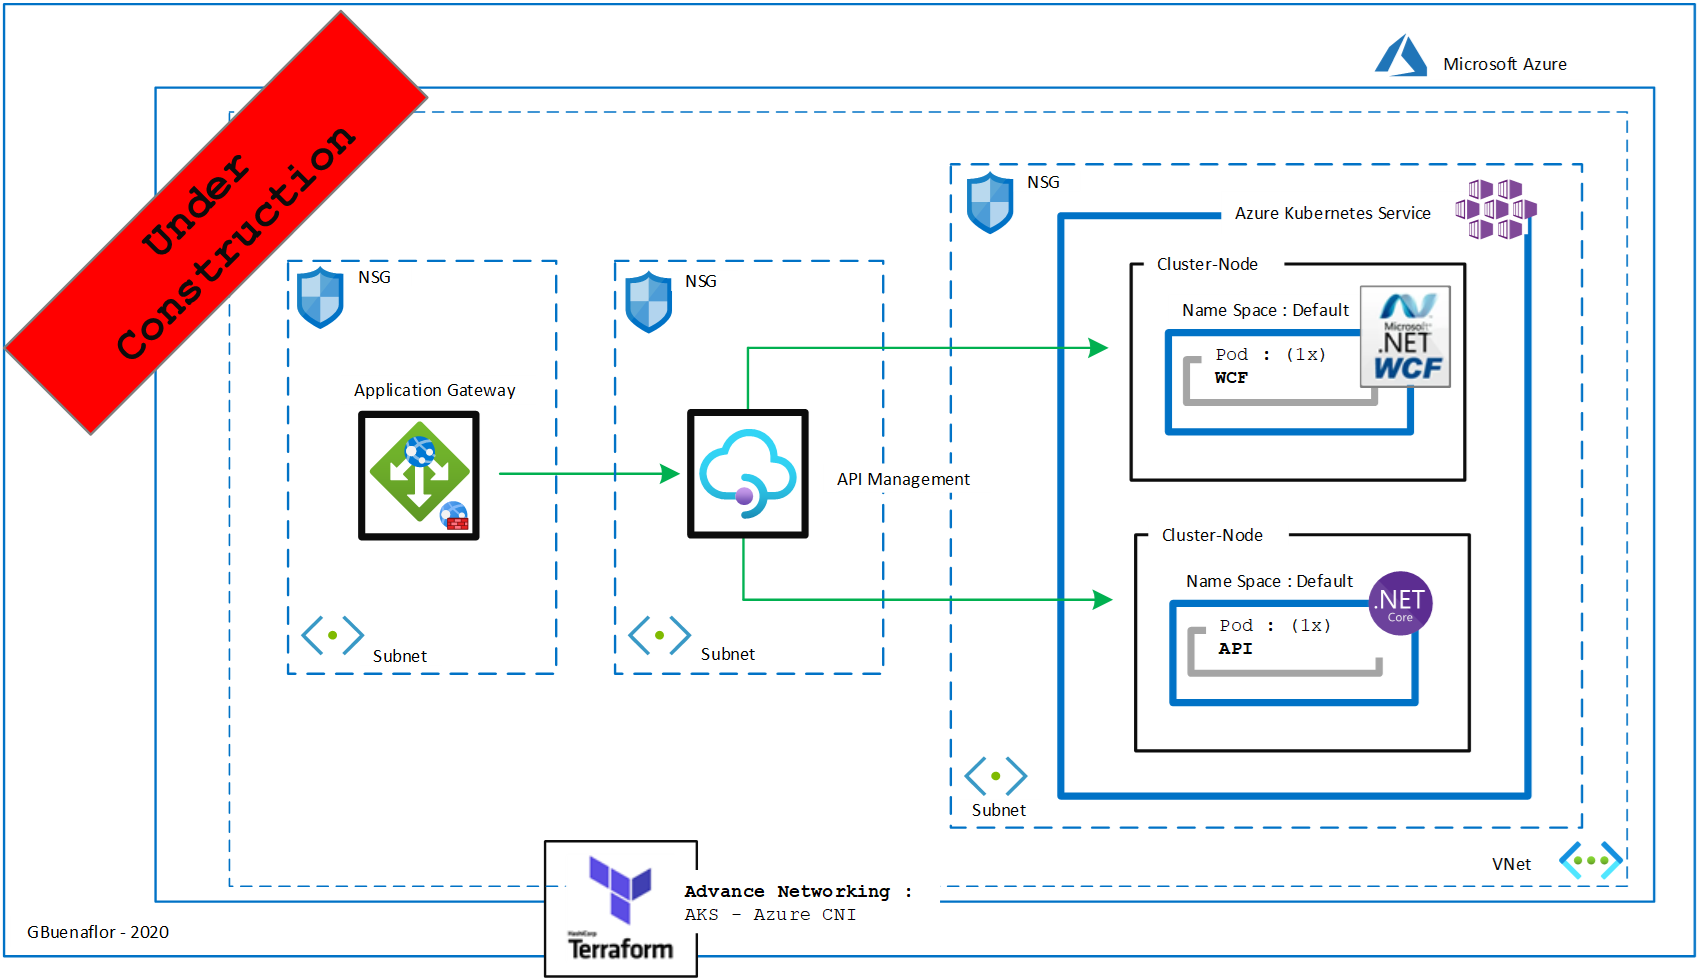 Under
Construction
Microsoft Azure
NSG
Azure Kubernetes Service
Cluster-Node
Name Space : Default
Pod : (1x)
WCF
Microsoft
.NET
WCF
NSG
NSG
Application Gateway
API Management
Cluster-Node
Name Space : Default
.NET
Core
Pod : (1x)
API
Subnet
Subnet
Subnet
VNet
Advance Networking :
AKS - Azure CNI
HashiCorp
Terraform
GBuenaflor - 2020